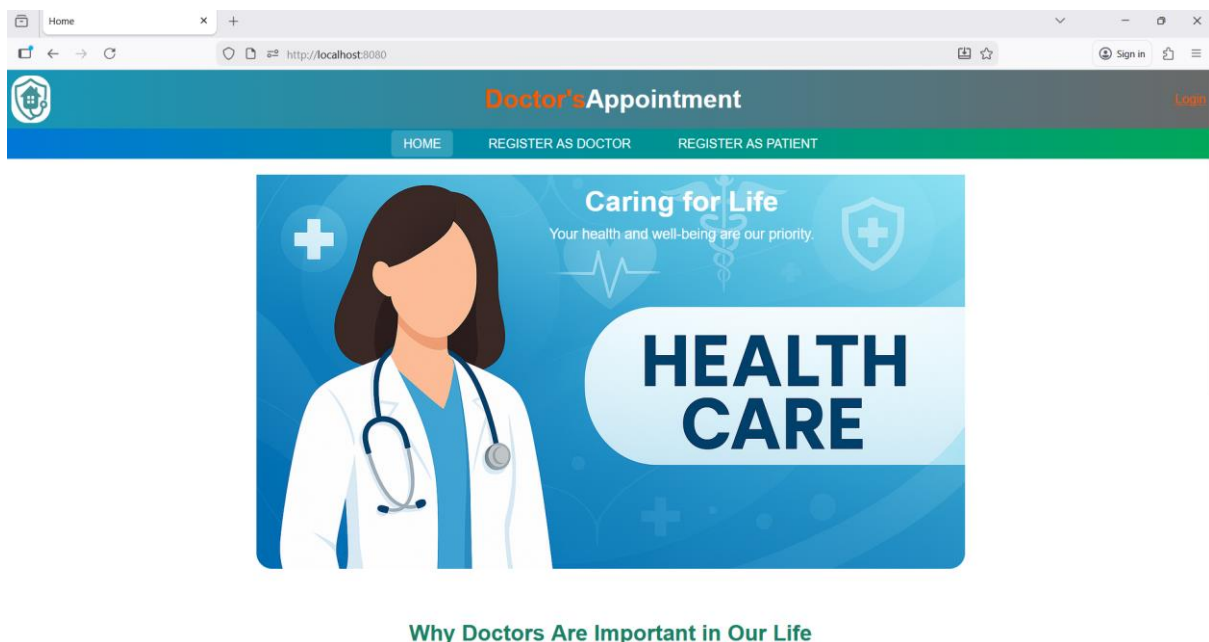 Home
http://localhost:8080
Sign in
Doctor'sAppointment
Login
HOME REGISTER AS DOCTOR REGISTER AS PATIENT
Caring for Life
Your health and well-being are our priority.
HEALTH
CARE
Why Doctors Are Important in Our Life